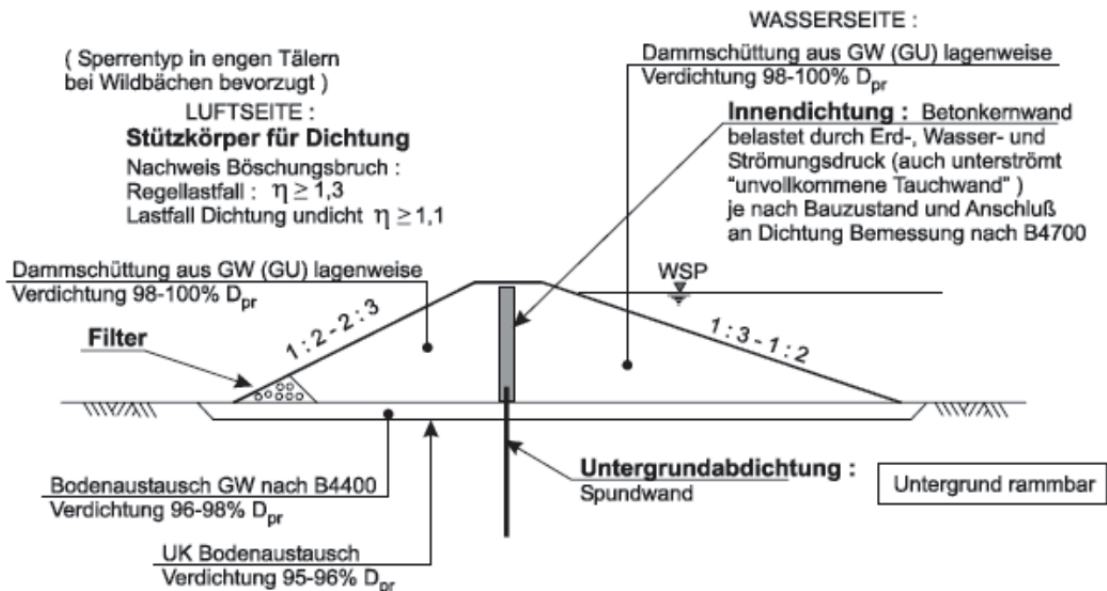 ( Sperrentyp in engen Tälern
bei Wildbächen bevorzugt )
LUFTSEITE :
Stützkörper für Dichtung
Nachweis Böschungsbruch :
Regellastfall : η ≥ 1,3
Lastfall Dichtung undicht η ≥ 1,1
WASSERSEITE :
Dammschüttung aus GW (GU) lagenweise
Verdichtung 98-100% Dpr
Innendichtung : Betonkernwand
belastet durch Erd-, Wasser- und
Strömungsdruck (auch unterströmt
"unvollkommene Tauchwand" )
je nach Bauzustand und Anschluß
an Dichtung Bemessung nach B4700
Dammschüttung aus GW (GU) lagenweise
Verdichtung 98-100% Dpr
WSP
Filter
1 : 2 - 2 : 3
1 : 3 - 1 : 2
Bodenaustausch GW nach B4400
Verdichtung 96-98% Dpr
UK Bodenaustausch
Verdichtung 95-96% Dpr
Untergrundabdichtung :
Spundwand
Untergrund rammbar